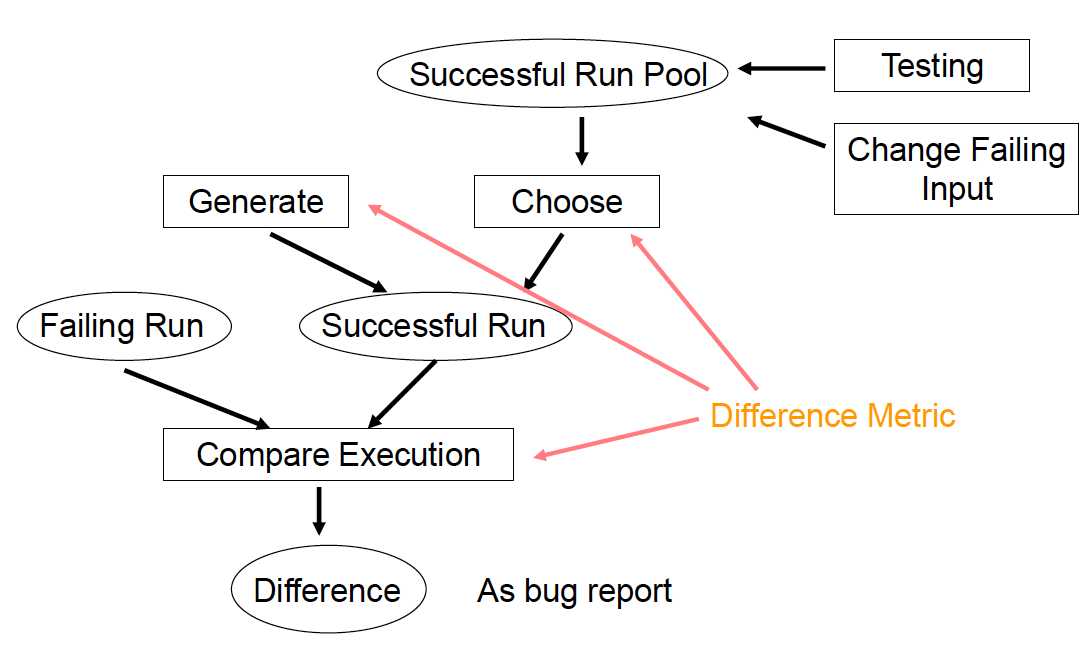 Successful Run Pool
Testing
Change Failing
Input
Generate
Choose
Failing Run
Successful Run
Difference Metric
Compare Execution
Difference
As bug report